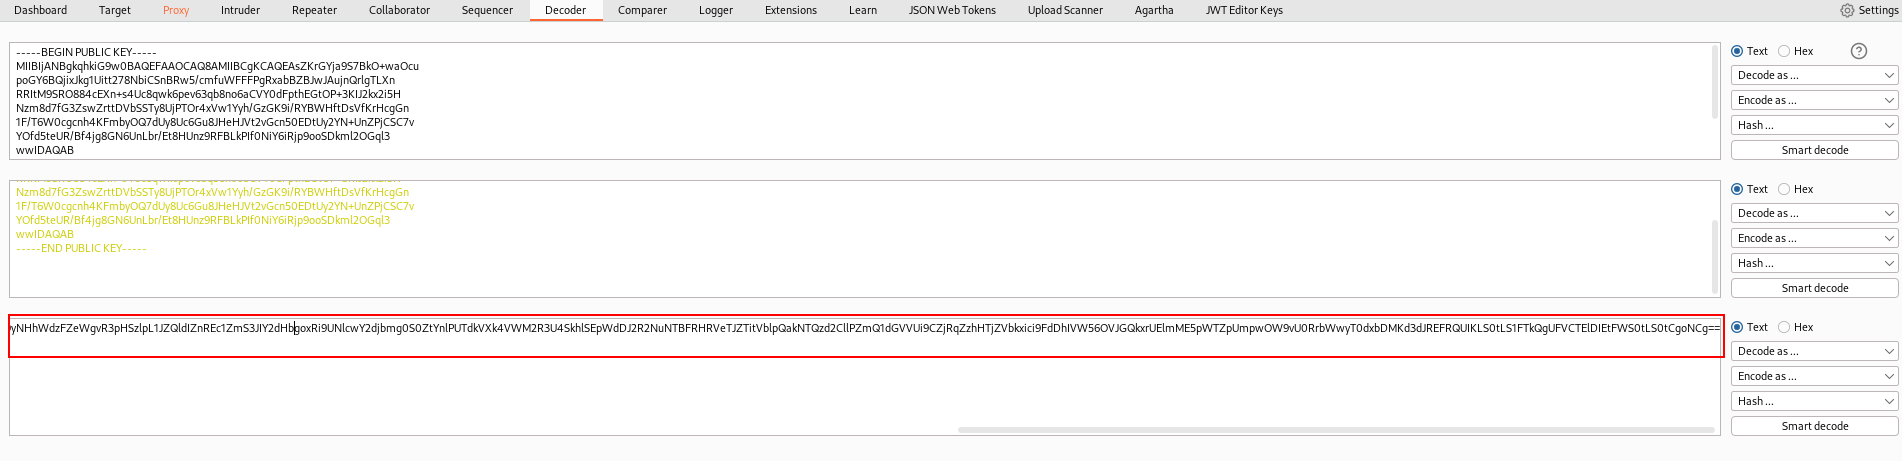 Dashboard Target Proxy Intruder Repeater Collaborator Sequencer Decoder Comparer Logger Extensions Learn JSON Web Tokens Upload Scanner Agartha JWT Editor Keys Settings
-----BEGIN PUBLIC KEY-----
MIIBIjANBgkqhkiG9w0BAQEFAAOCAQ8AMIIBCgKCAQEAsZKrGYja9S7BkO+waOcu
poGY6BQjixJkg1Uitt278NbiCSnBRw5/cmfuWFFFPgRxabBZBJwJAujnQrlgTLXn
RRItM9SRO884cEXn+s4Uc8qwk6pev63qb8no6aCVY0dFpthEGtOP+3KIJ2kx2i5H
Nzm8d7fG3ZswZrttDVbSSTy8UjPTOr4xVw1Yyh/GzGK9i/RYBWHftDsVfKrHcgGn
1F/T6W0cgcnh4KFmbyOQ7dUy8Uc6Gu8JHeHJVt2vGcn50EDtUy2YN+UnZPjCSC7v
YOfd5teUR/Bf4jg8GN6UnLbr/Et8HUnz9RFBLkPIf0NiY6iRjp9ooSDkml2OGql3
wwIDAQAB
Text Hex
Decode as ...
Encode as ...
Hash ...
Smart decode
Nzm8d7fG3ZswZrttDVbSSTy8UjPTOr4xVw1Yyh/GzGK9i/RYBWHftDsVfKrHcgGn
1F/T6W0cgcnh4KFmbyOQ7dUy8Uc6Gu8JHeHJVt2vGcn50EDtUy2YN+UnZPjCSC7v
YOfd5teUR/Bf4jg8GN6UnLbr/Et8HUnz9RFBLkPIf0NiY6iRjp9ooSDkml2OGql3
wwIDAQAB
-----END PUBLIC KEY-----
Text Hex
Decode as ...
Encode as ...
Hash ...
Smart decode
yNHhWdzFZeWgvR3pHSzlpL1JZQldIZnREc1ZmS3JIY2dHbgoxRi9UNlcwY2djbmg0S0ZtYnlPUTdkVXk4VWM2R3U4SkhlSEpWdDJ2R2NuNTBFRHRVeTJZTitVblpQakNTQzd2CllPZmQ1dGVVUi9CZjRqZzhHTjZVbkxici9FdDhIVW56OVJGQkxrUElmME5pWTZpUmpwOW9vU0RrbWwyT0dxbDMKd3dJREFRQUIKLS0tLS1FTkQgUFVCTElDIEtFWS0tLS0tCgoNCg==
Text Hex
Decode as ...
Encode as ...
Hash ...
Smart decode